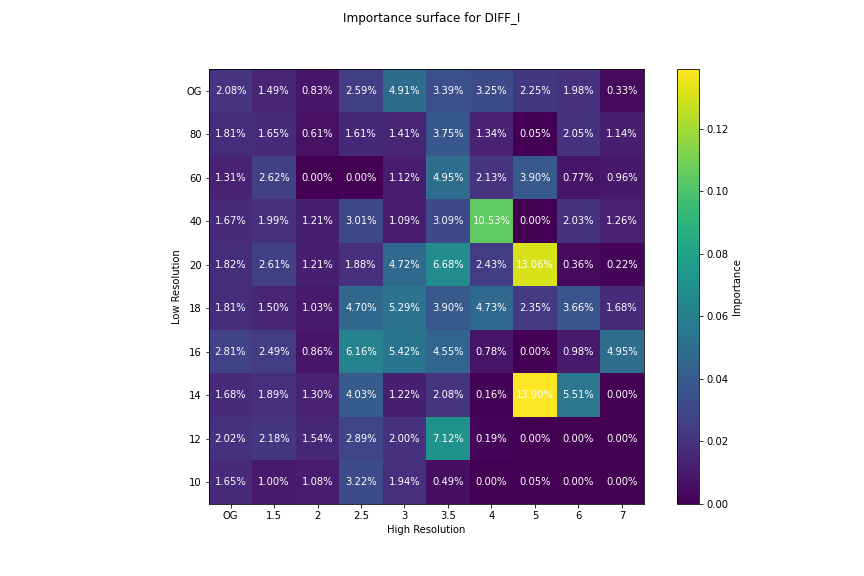 Importance surface for DIFF_I
OG 2.08% 1.49% 0.83% 2.59% 4.91% 3.39% 3.25% 2.25% 1.98% 0.33%
80 1.81% 1.65% 0.61% 1.61% 1.41% 3.75% 1.34% 0.05% 2.05% 1.14%
60 1.31% 2.62% 0.00% 0.00% 1.12% 4.95% 2.13% 3.90% 0.77% 0.96%
40 1.67% 1.99% 1.21% 3.01% 1.09% 3.09% 10.53% 0.00% 2.03% 1.26%
20 1.82% 2.61% 1.21% 1.88% 4.72% 6.68% 2.43% 13.06% 0.36% 0.22%
18 1.81% 1.50% 1.03% 4.70% 5.29% 3.90% 4.73% 2.35% 3.66% 1.68%
16 2.81% 2.49% 0.86% 6.16% 5.42% 4.55% 0.78% 0.00% 0.98% 4.95%
14 1.68% 1.89% 1.30% 4.03% 1.22% 2.08% 0.16% 13.90% 5.51% 0.00%
12 2.02% 2.18% 1.54% 2.89% 2.00% 7.12% 0.19% 0.00% 0.00% 0.00%
10 1.65% 1.00% 1.08% 3.22% 1.94% 0.49% 0.00% 0.05% 0.00% 0.00%
OG 1.5 2 2.5 3 3.5 4 5 6 7
High Resolution
Low Resolution
0.12
0.10
0.08
0.06
0.04
0.02
0.00
Importance